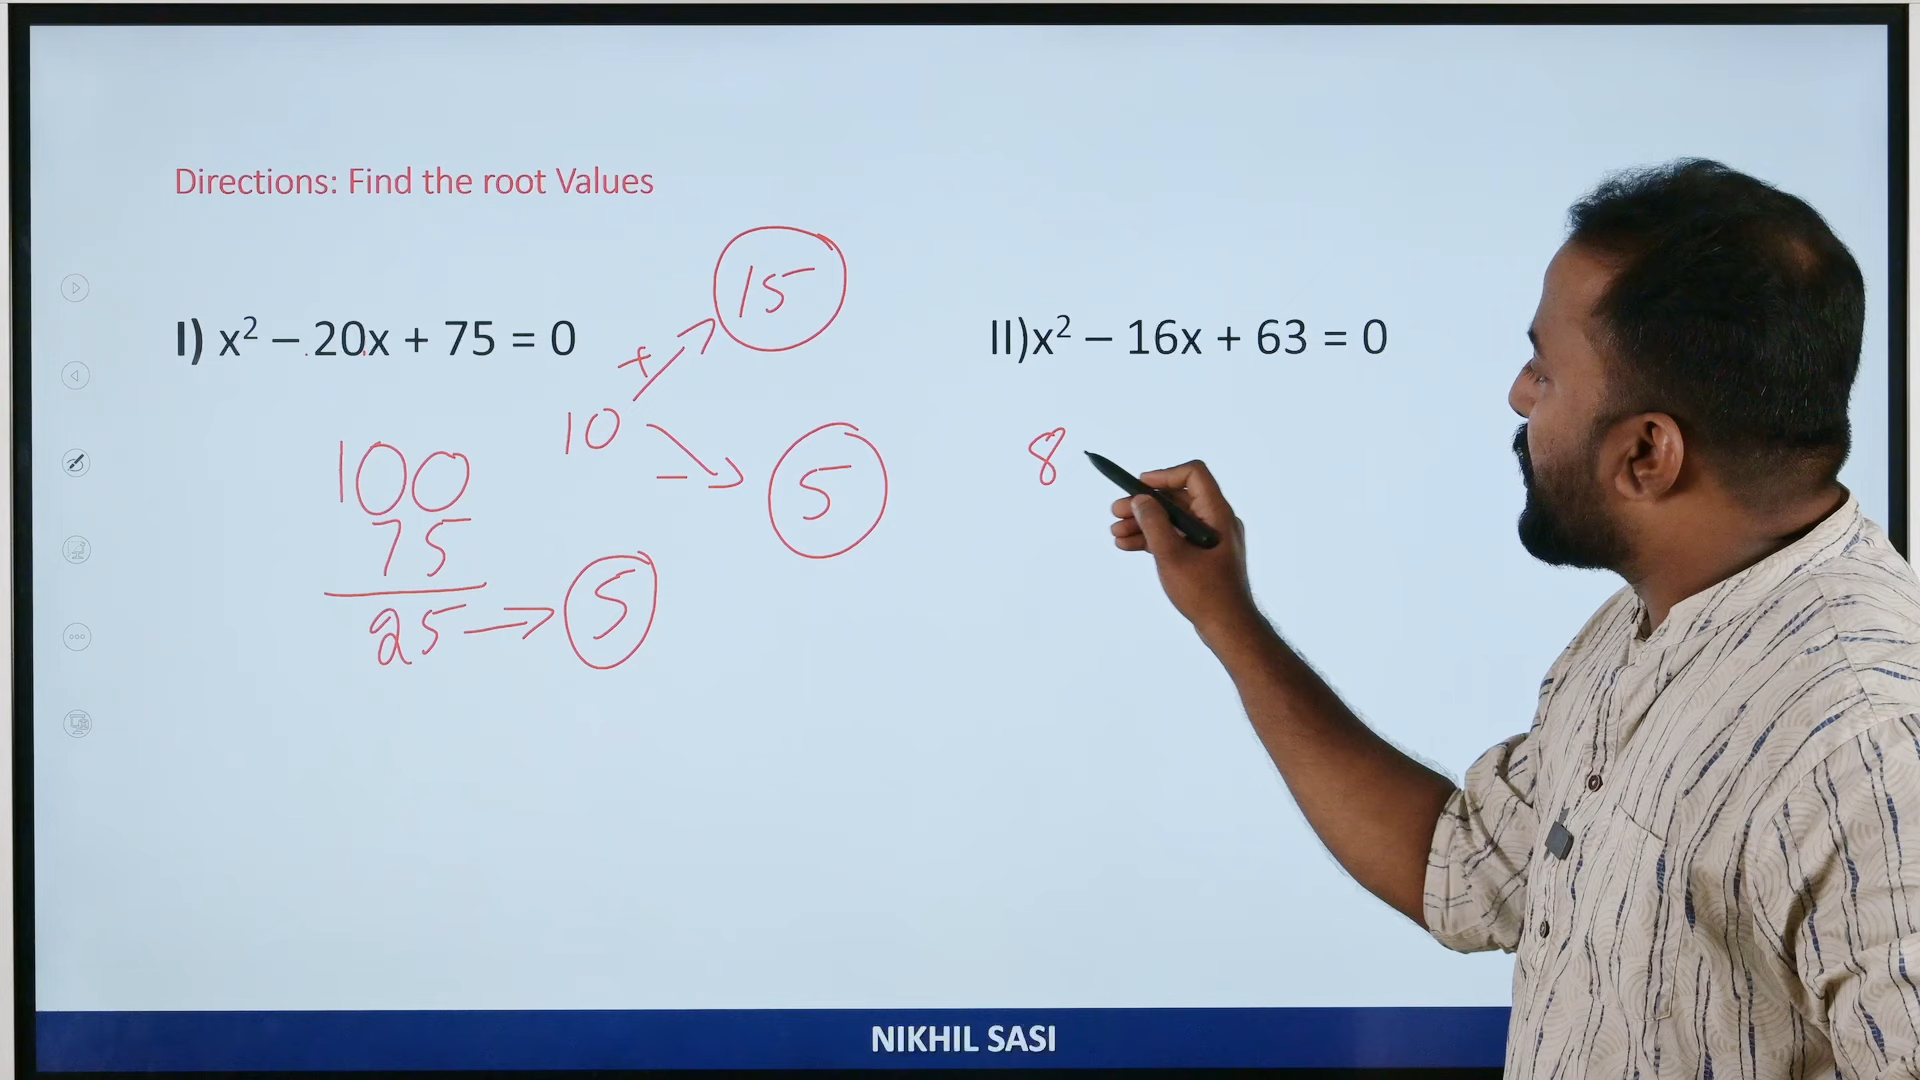 Directions: Find the root Values
I) x² – 20x + 75 = 0
15
+
10
–
5
100
75
25 → 5
II)x² – 16x + 63 = 0
8
NIKHIL SASI